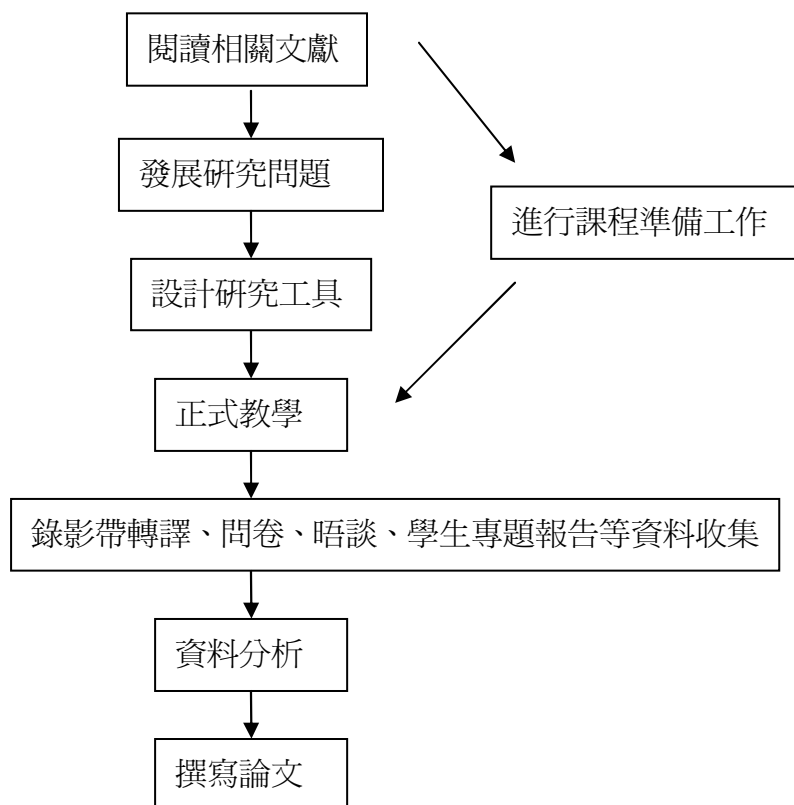 閱讀相關文獻
發展研究問題
進行課程準備工作
設計研究工具
正式教學
錄影帶轉譯、問卷、晤談、學生專題報告等資料收集
資料分析
撰寫論文